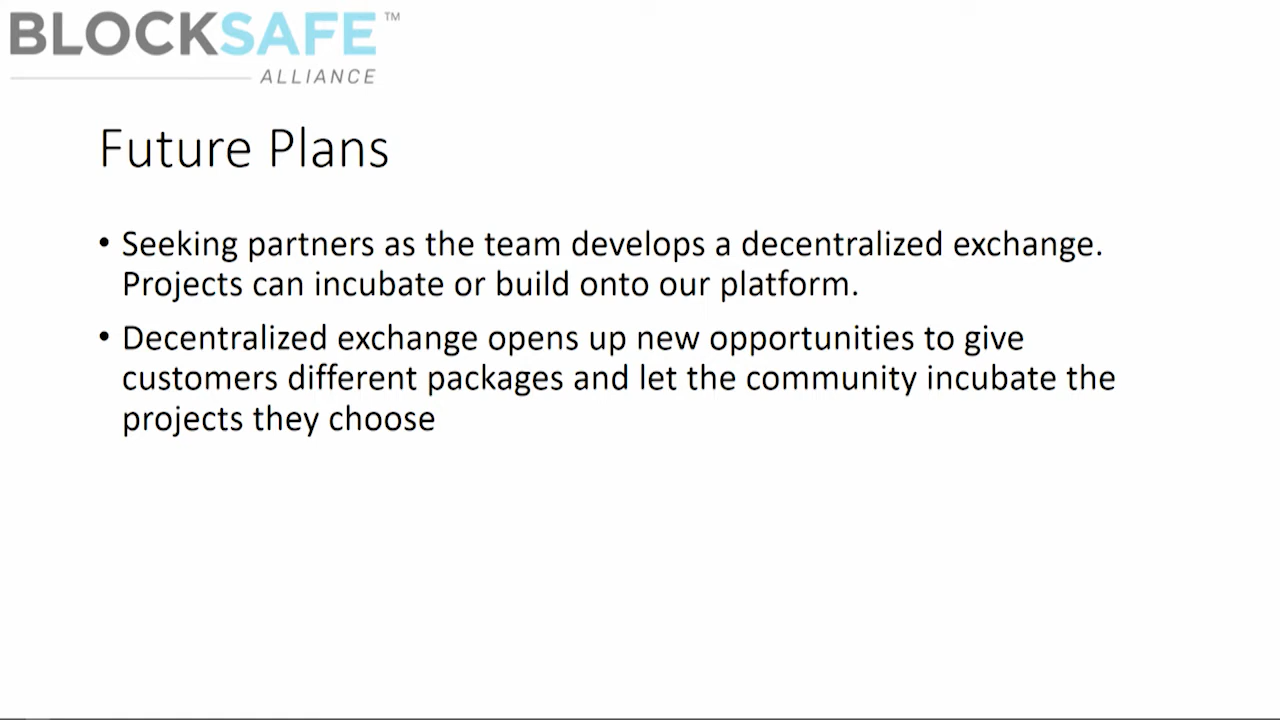 BLOCKSAFE™
ALLIANCE
Future Plans
• Seeking partners as the team develops a decentralized exchange.
Projects can incubate or build onto our platform.
• Decentralized exchange opens up new opportunities to give
customers different packages and let the community incubate the
projects they choose